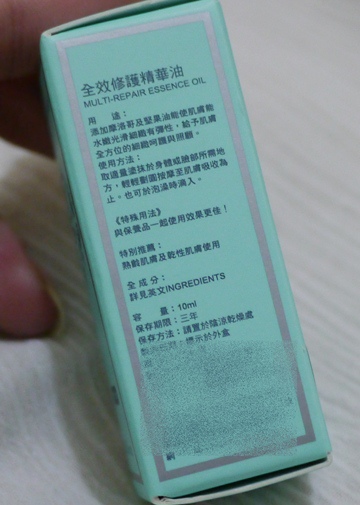 全效修護精華油
MULTI-REPAIR ESSENCE OIL
用　途：
添加摩洛哥及堅果油能使肌膚能
水嫩光滑細緻有彈性，給予肌膚
全方位的細緻呵護與照顧。
使用方法：
取適量塗抹於身體或臉部所需地
方，輕輕劃圓按摩至肌膚吸收為
止。也可於泡澡時滴入。
《特殊用法》
與保養品一起使用效果更佳！
特別推薦：
熟齡肌膚及乾性肌膚使用
全 成 分：
詳見英文INGREDIENTS
容　量：10ml
保存期限：三年
保存方法：請置於陰涼乾燥處
標示於外盒